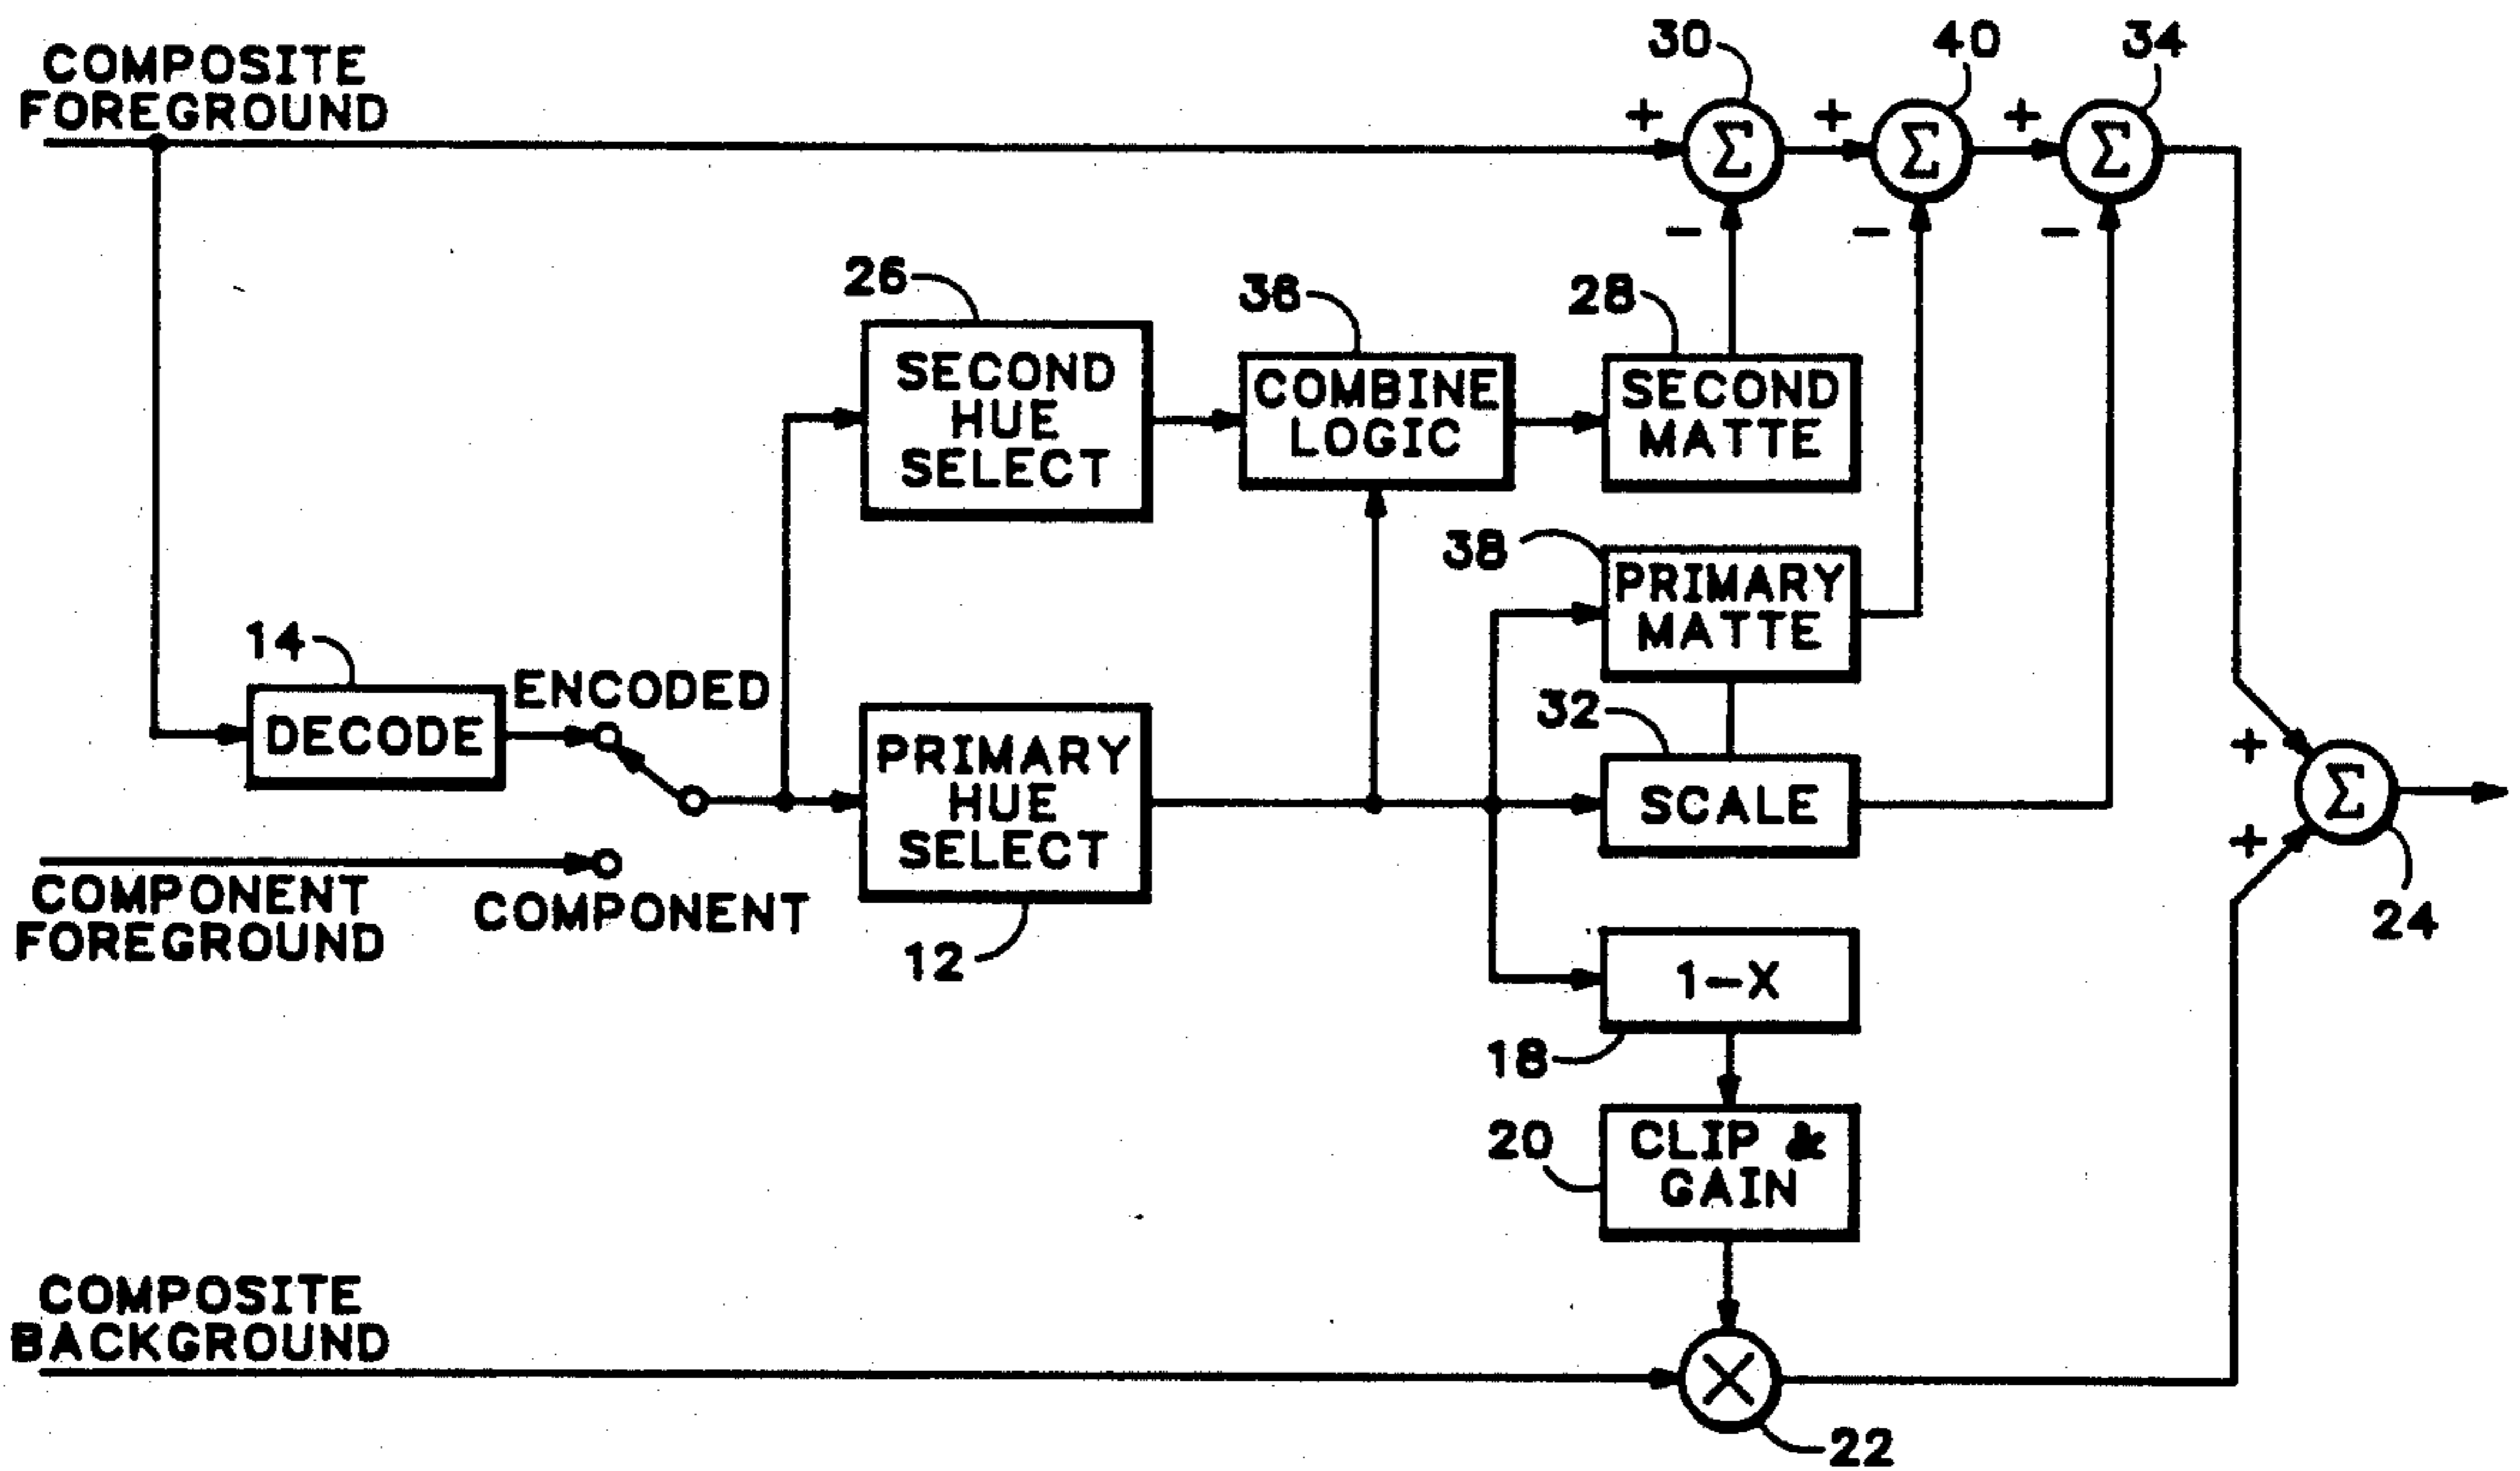 COMPOSITE
FOREGROUND
30
40
34
+
+
+
Σ
Σ
Σ
−
−
−
26
36
28
SECOND
HUE
SELECT
COMBINE
LOGIC
SECOND
MATTE
38
PRIMARY
MATTE
14
ENCODED
DECODE
PRIMARY
HUE
SELECT
32
SCALE
+
Σ
+
24
COMPONENT
FOREGROUND
COMPONENT
12
1−X
18
20
CLIP &
GAIN
COMPOSITE
BACKGROUND
X
22